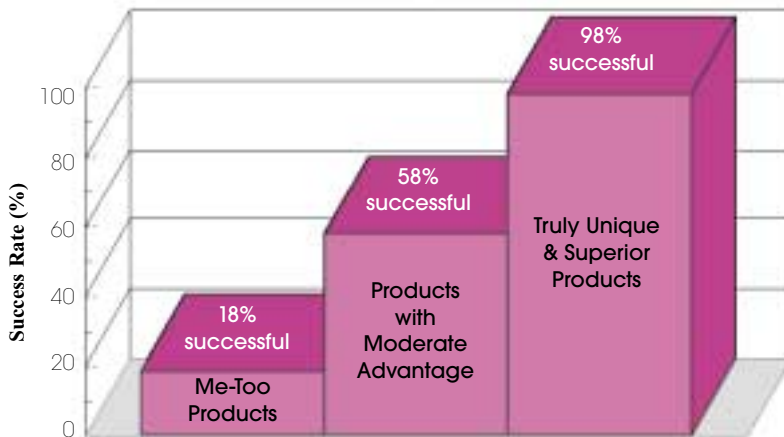 98%
successful
100
58%
successful
80
Truly Unique
& Superior
Products
60
Success Rate (%)
Products
with
Moderate
Advantage
40
18%
successful
20
Me-Too
Products
0